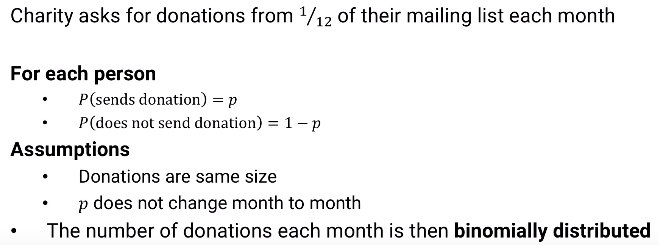 Charity asks for donations from ¹/₁₂ of their mailing list each month
For each person
• P(sends donation) = p
• P(does not send donation) = 1 − p
Assumptions
• Donations are same size
• p does not change month to month
• The number of donations each month is then binomially distributed